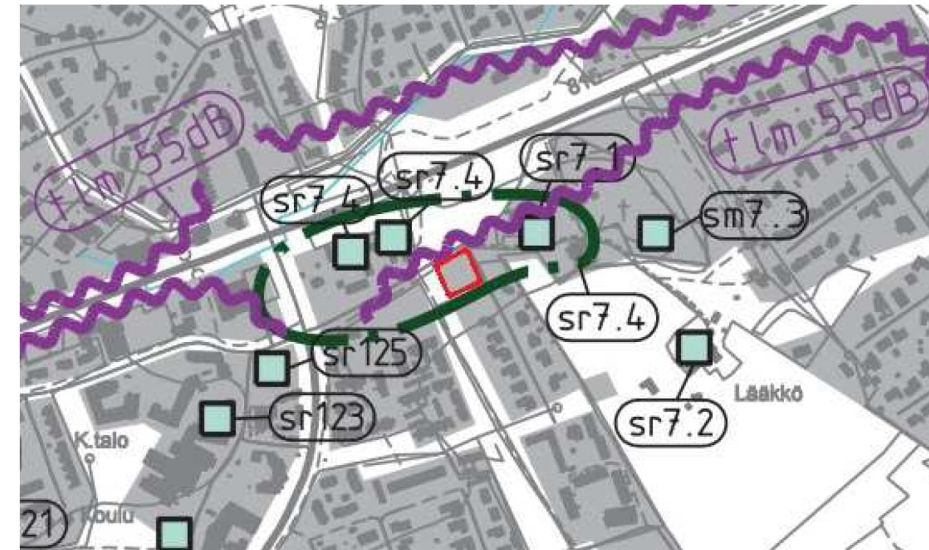 tlm 55dB
tlm 55dB
sr7.4
sr7.4
sr7.1
sm7.3
sr7.4
sr125
sr123
sr7.2
Lääkkö
K.talo
Koulu
21